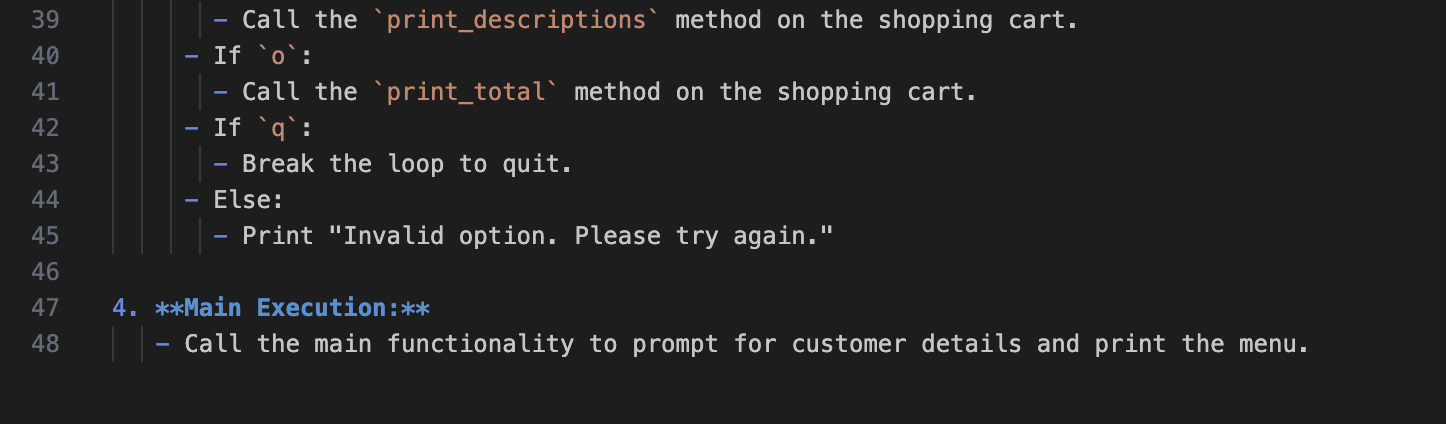 39 - Call the `print_descriptions` method on the shopping cart.
40 - If `o`:
41 - Call the `print_total` method on the shopping cart.
42 - If `q`:
43 - Break the loop to quit.
44 - Else:
45 - Print "Invalid option. Please try again."
46
47 4. **Main Execution:**
48 - Call the main functionality to prompt for customer details and print the menu.